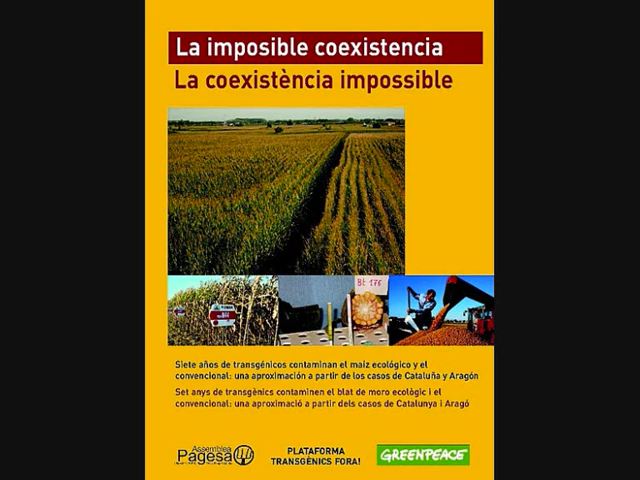 La imposible coexistencia
La coexistència impossible
Bt 176
Siete años de transgénicos contaminan el maíz ecológico y el
convencional: una aproximación a partir de los casos de Cataluña y Aragón
Set anys de transgènics contaminen el blat de moro ecològic i el
convencional: una aproximació a partir dels casos de Catalunya i Aragó
Assemblea
Pagesa
PLATAFORMA
TRANSGÈNICS FORA!
GREENPEACE